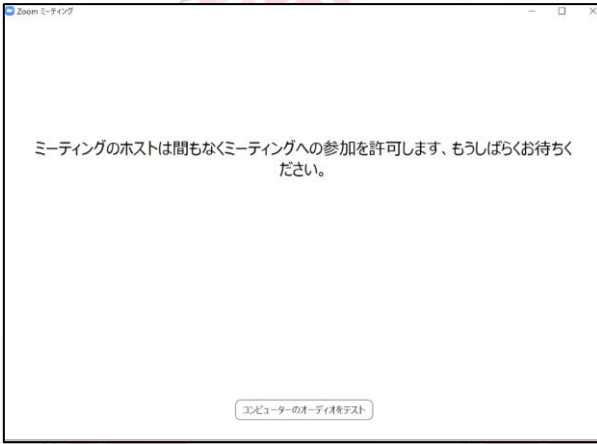 Zoom ミーティング
ミーティングのホストは間もなくミーティングへの参加を許可します、もうしばらくお待ちく
ださい。
コンピューターのオーディオをテスト